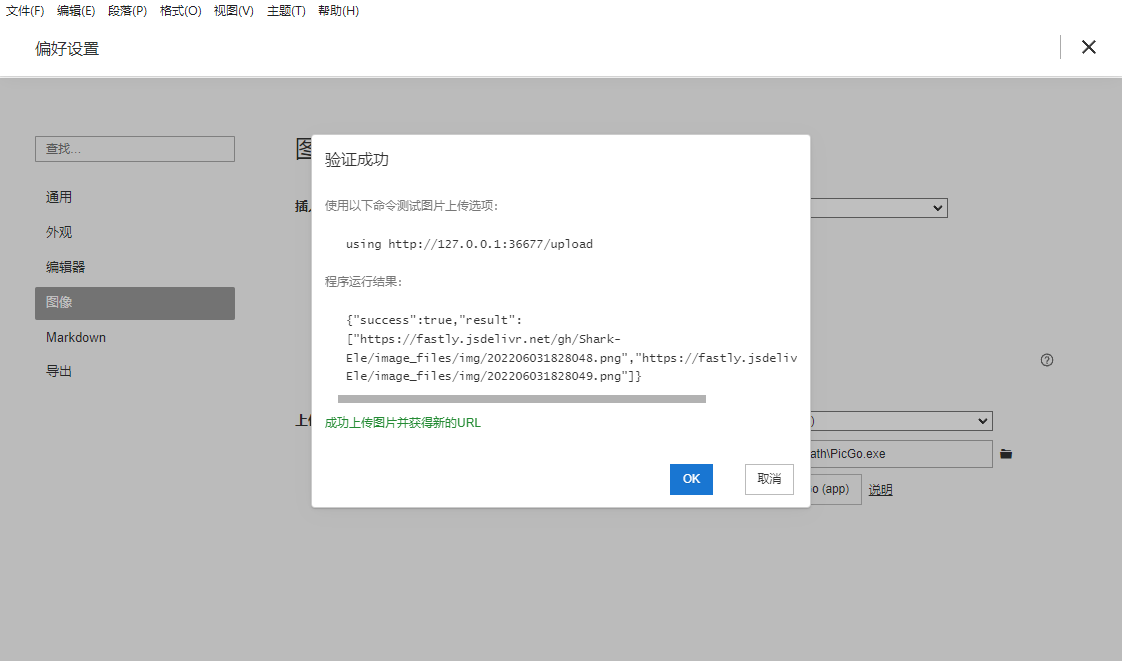 文件(F) 编辑(E) 段落(P) 格式(O) 视图(V) 主题(T) 帮助(H)
偏好设置
查找...
通用
外观
编辑器
图像
Markdown
导出
图
插
上
验证成功
使用以下命令测试图片上传选项:
using http://127.0.0.1:36677/upload
程序运行结果:
{"success":true,"result":
["https://fastly.jsdelivr.net/gh/Shark-
Ele/image_files/img/202206031828048.png","https://fastly.jsdeliv
Ele/image_files/img/202206031828049.png"]}
成功上传图片并获得新的URL
OK
取消
)
ath\PicGo.exe
o (app)
说明